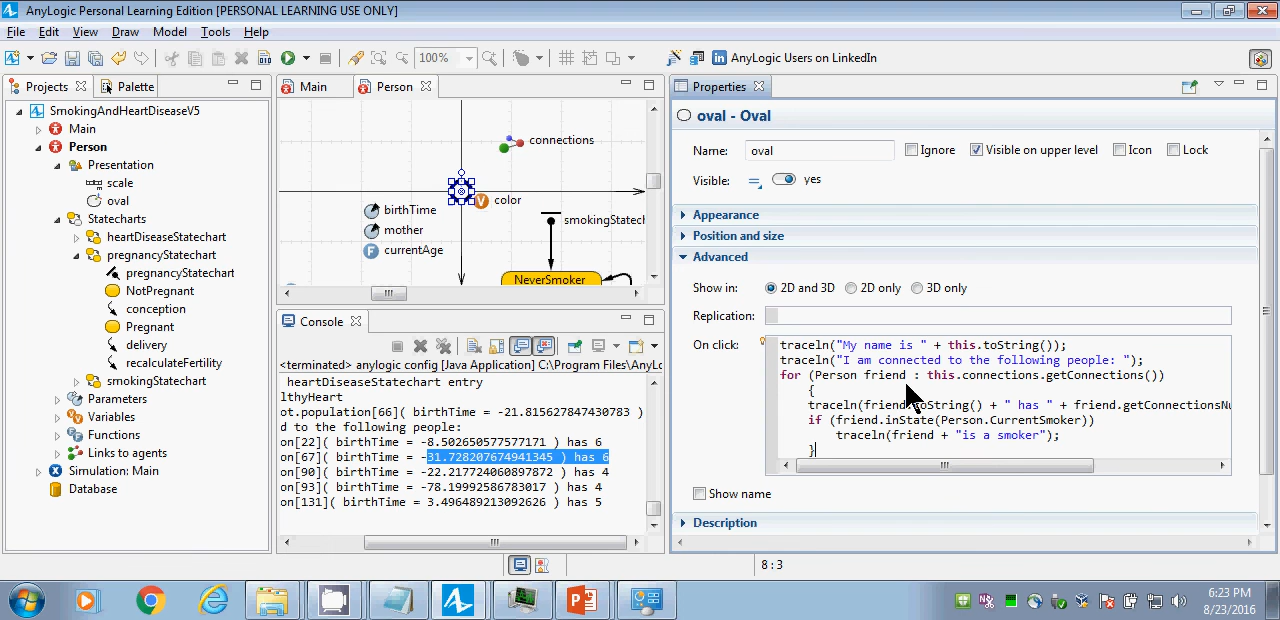 AnyLogic Personal Learning Edition [PERSONAL LEARNING USE ONLY]
File Edit View Draw Model Tools Help
100%
AnyLogic Users on LinkedIn
Projects Palette
SmokingAndHeartDiseaseV5
Main
Person
Presentation
scale
oval
Statecharts
heartDiseaseStatechart
pregnancyStatechart
pregnancyStatechart
NotPregnant
conception
Pregnant
delivery
recalculateFertility
smokingStatechart
Parameters
Variables
Functions
Links to agents
Simulation: Main
Database
Main Person
connections
color
birthTime
mother
currentAge
smokingStatech
NeverSmoker
Console
<terminated> anylogic config [Java Application] C:\Program Files\AnyLo
heartDiseaseStatechart entry
lthyHeart
ot.population[66]( birthTime = -21.815627847430783 )
d to the following people:
on[22]( birthTime = -8.502650577577171 ) has 6
on[67]( birthTime = -31.728207674941345 ) has 6
on[90]( birthTime = -22.217724060897872 ) has 4
on[93]( birthTime = -78.19992586783017 ) has 4
on[131]( birthTime = 3.496489213092626 ) has 5
Properties
oval - Oval
Name: oval Ignore Visible on upper level Icon Lock
Visible: yes
Appearance
Position and size
Advanced
Show in: 2D and 3D 2D only 3D only
Replication:
On click:
traceln("My name is " + this.toString());
traceln("I am connected to the following people: ");
for (Person friend : this.connections.getConnections())
{
traceln(friend.toString() + " has " + friend.getConnectionsNu
if (friend.inState(Person.CurrentSmoker))
traceln(friend + "is a smoker");
}
Show name
Description
8 : 3
6:23 PM
8/23/2016